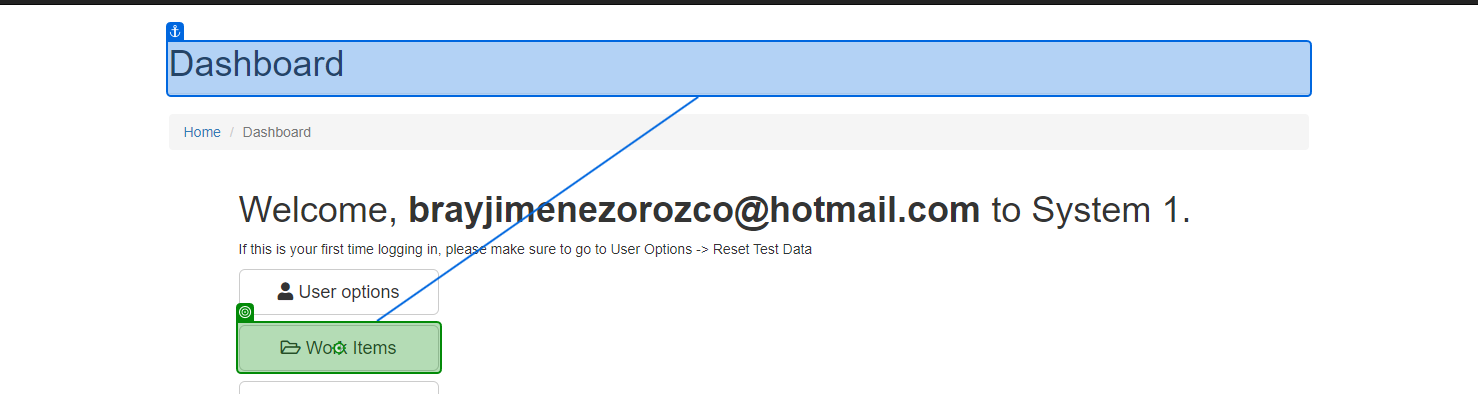 Dashboard
Home / Dashboard
Welcome, brayjimenezorozco@hotmail.com to System 1.
If this is your first time logging in, please make sure to go to User Options -> Reset Test Data
User options
Work Items